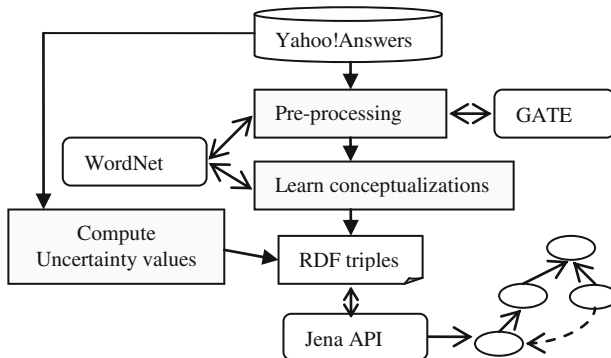 Yahoo!Answers
Pre-processing
GATE
WordNet
Learn conceptualizations
Compute
Uncertainty values
RDF triples
Jena API